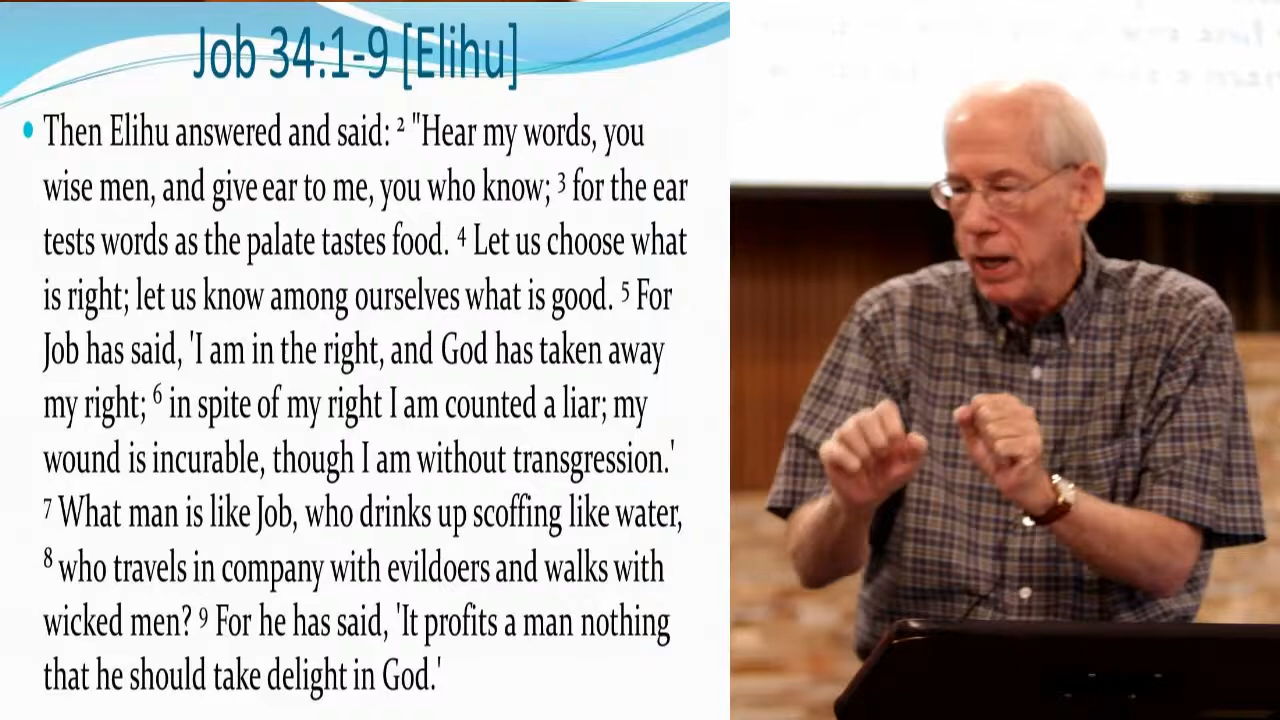 Job 34:1-9 [Elihu]
• Then Elihu answered and said: ² "Hear my words, you
wise men, and give ear to me, you who know; ³ for the ear
tests words as the palate tastes food. ⁴ Let us choose what
is right; let us know among ourselves what is good. ⁵ For
Job has said, 'I am in the right, and God has taken away
my right; ⁶ in spite of my right I am counted a liar; my
wound is incurable, though I am without transgression.'
⁷ What man is like Job, who drinks up scoffing like water,
⁸ who travels in company with evildoers and walks with
wicked men? ⁹ For he has said, 'It profits a man nothing
that he should take delight in God.'